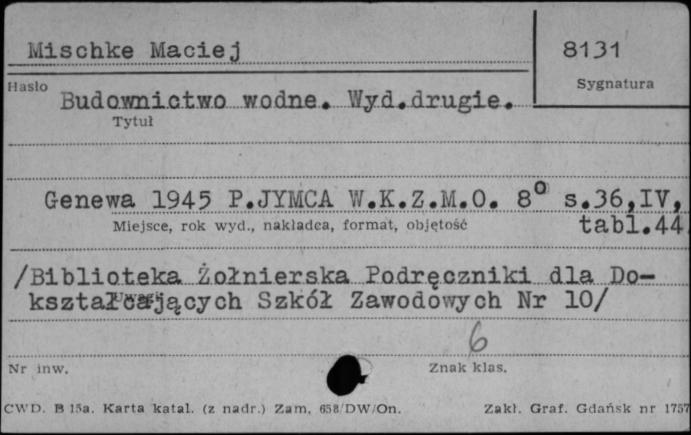 Mischke Maciej
8131
Hasło
Sygnatura
Budownictwo wodne. Wyd.drugie.
Tytuł
Genewa 1945 P.JYMCA W.K.Z.M.O. 8° s.36,IV,
Miejsce, rok wyd., nakładca, format, objętość
tabl.44
/Biblioteka Żołnierska Podręczniki dla Do-
kształcających Szkół Zawodowych Nr 10/
Uwagi
6
Nr inw.
Znak klas.
CWD. B 15a. Karta katal. (z nadr.) Zam. 658/DW/On.
Zakł. Graf. Gdańsk nr 1757